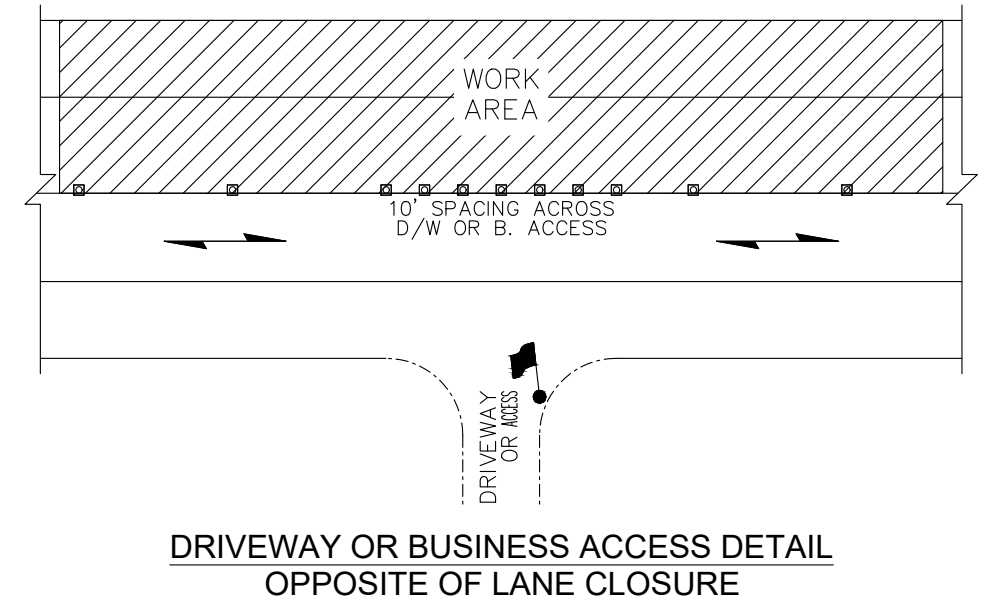 WORK
AREA
10' SPACING ACROSS
D/W OR B. ACCESS
DRIVEWAY
OR ACCESS
DRIVEWAY OR BUSINESS ACCESS DETAIL
OPPOSITE OF LANE CLOSURE